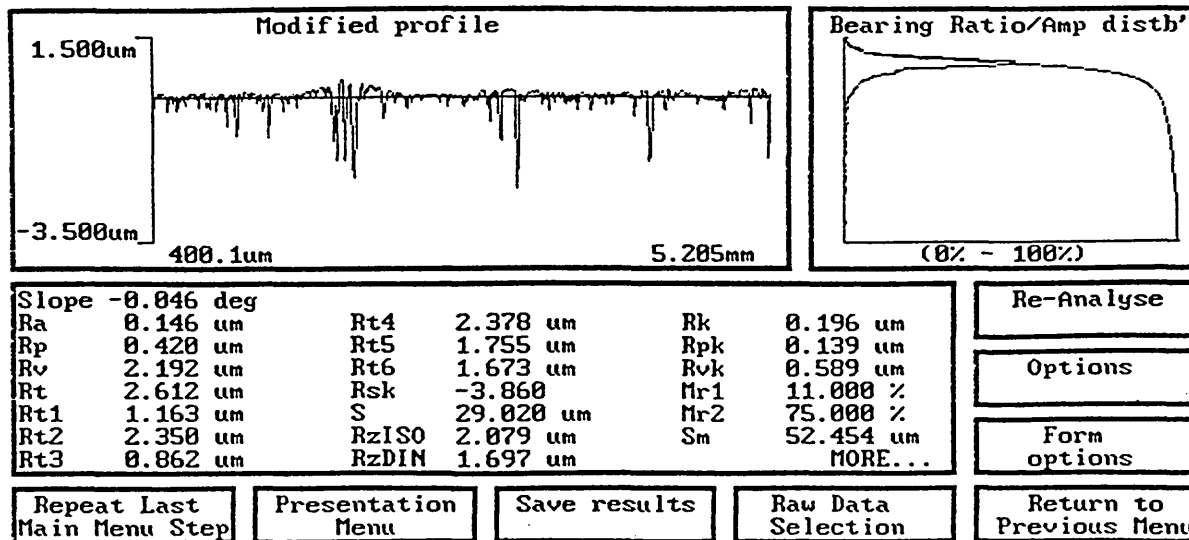 Modified profile
1.500um
-3.500um
400.1um 5.205mm
Bearing Ratio/Amp distb'
(0% - 100%)
Slope -0.046 deg
Ra 0.146 um Rt4 2.378 um Rk 0.196 um
Rp 0.420 um Rt5 1.755 um Rpk 0.139 um
Rv 2.192 um Rt6 1.673 um Rvk 0.589 um
Rt 2.612 um Rsk -3.860 Mr1 11.000 %
Rt1 1.163 um S 29.020 um Mr2 75.000 %
Rt2 2.350 um RzISO 2.079 um Sm 52.454 um
Rt3 0.862 um RzDIN 1.697 um MORE...
Re-Analyse
Options
Form
options
Repeat Last
Main Menu Step
Presentation
Menu
Save results
Raw Data
Selection
Return to
Previous Menu